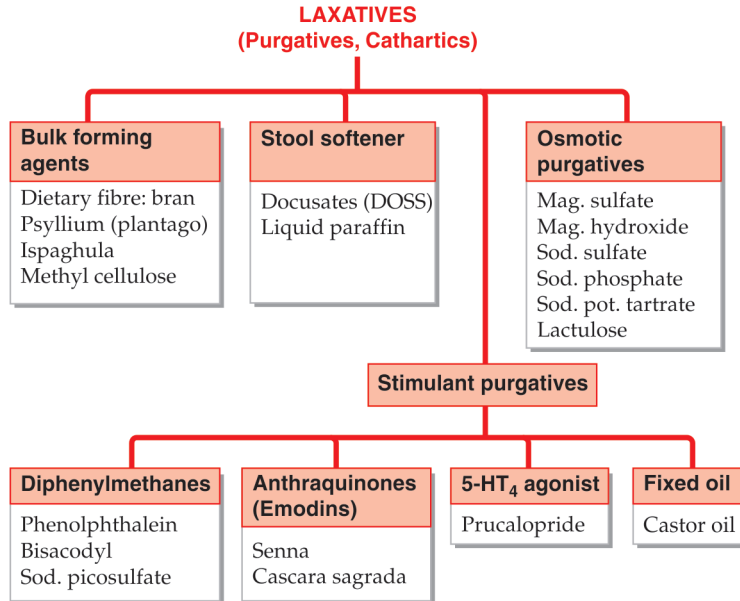 LAXATIVES
(Purgatives, Cathartics)
Bulk forming
agents
Dietary fibre: bran
Psyllium (plantago)
Ispaghula
Methyl cellulose
Stool softener
Docusates (DOSS)
Liquid paraffin
Osmotic
purgatives
Mag. sulfate
Mag. hydroxide
Sod. sulfate
Sod. phosphate
Sod. pot. tartrate
Lactulose
Stimulant purgatives
Diphenylmethanes
Phenolphthalein
Bisacodyl
Sod. picosulfate
Anthraquinones
(Emodins)
Senna
Cascara sagrada
5-HT₄ agonist
Prucalopride
Fixed oil
Castor oil